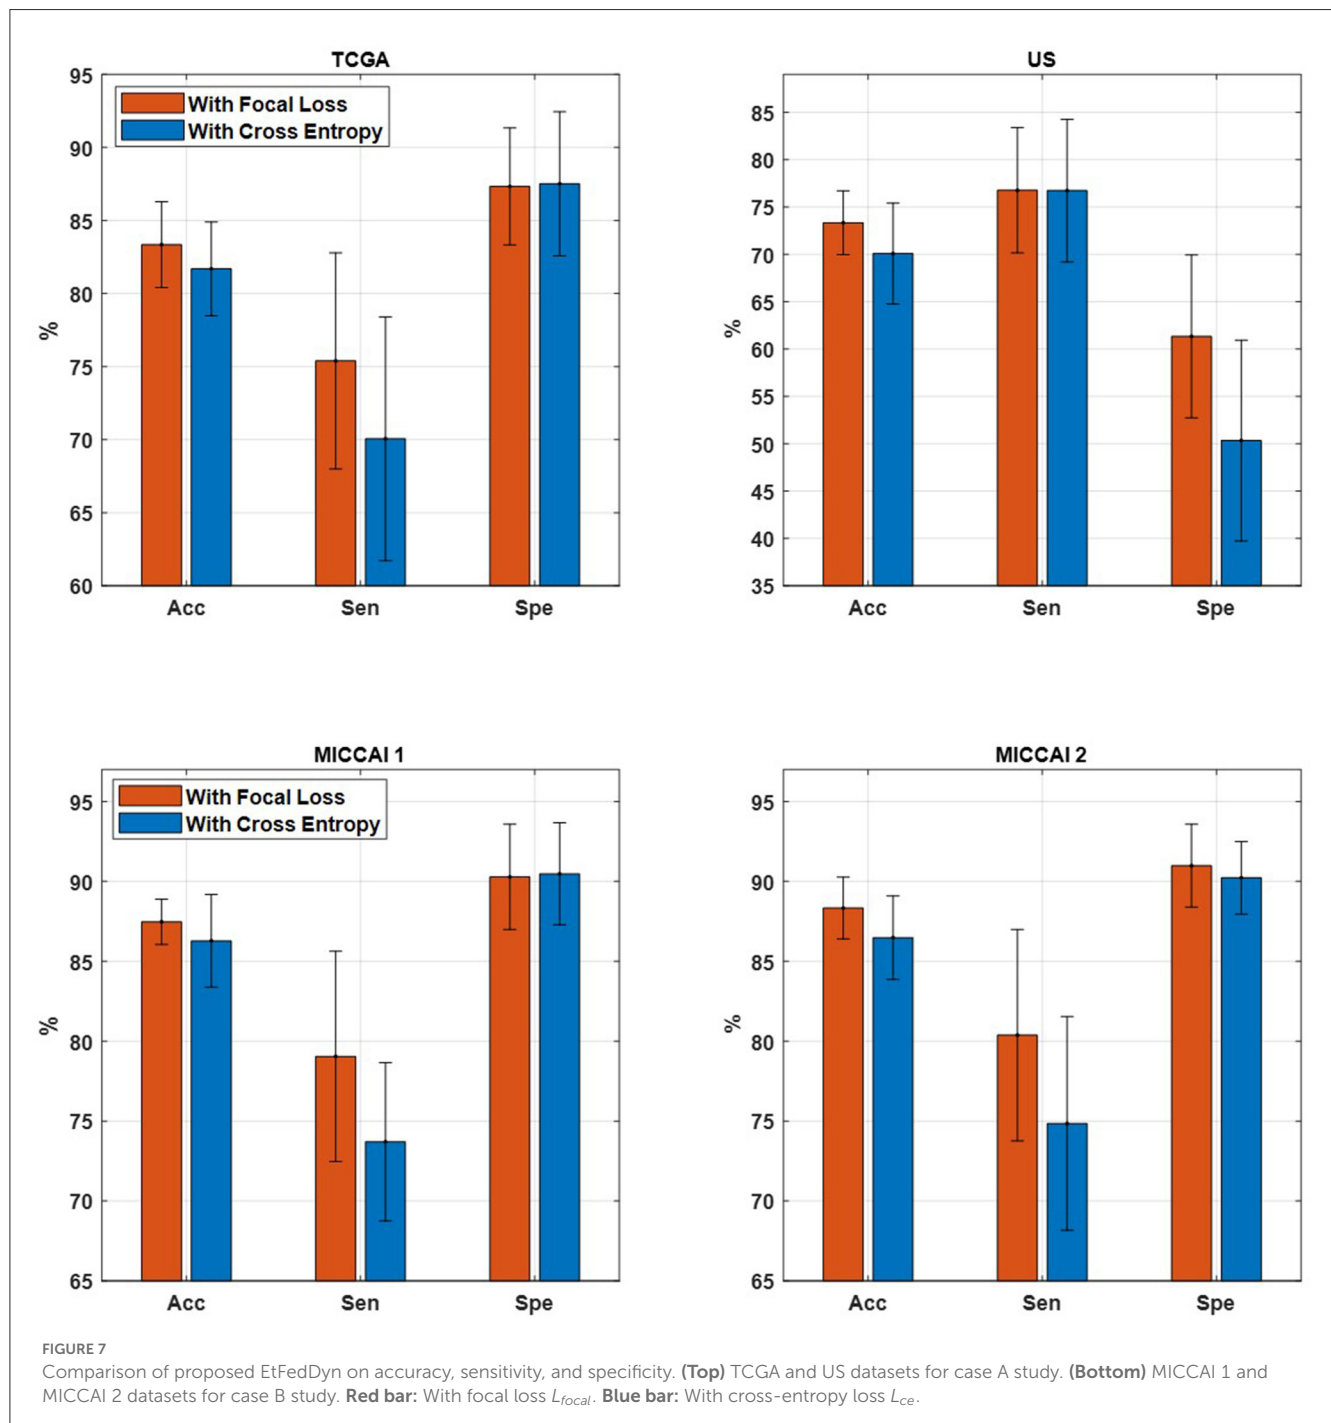 TCGA
95
90
85
80
75
70
65
60
%
With Focal Loss
With Cross Entropy
Acc Sen Spe
US
85
80
75
70
65
60
55
50
45
40
35
%
Acc Sen Spe
MICCAI 1
95
90
85
80
75
70
65
%
With Focal Loss
With Cross Entropy
Acc Sen Spe
MICCAI 2
95
90
85
80
75
70
65
%
Acc Sen Spe
FIGURE 7
Comparison of proposed EtFedDyn on accuracy, sensitivity, and specificity. (Top) TCGA and US datasets for case A study. (Bottom) MICCAI 1 and
MICCAI 2 datasets for case B study. Red bar: With focal loss L_focal. Blue bar: With cross-entropy loss L_ce.